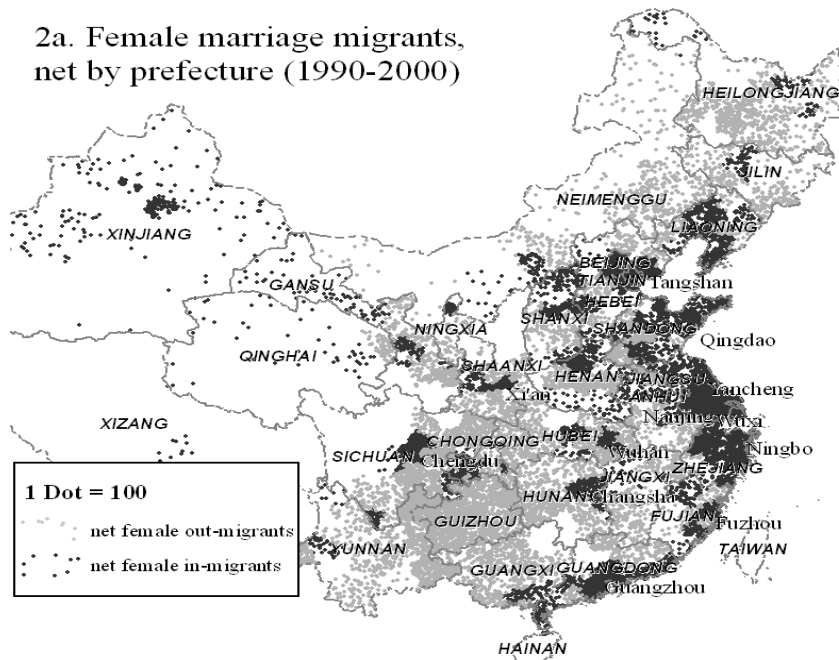 2a. Female marriage migrants,
net by prefecture (1990-2000)
HEILONGJIANG
JILIN
NEIMENGGU
LIAONING
XINJIANG
BEIJING
TIANJIN
Tangshan
GANSU
HEBEI
NINGXIA
SHANXI
SHANDONG
Qingdao
QINGHAI
SHAANXI
HENAN
JIANGSU
Xi'an
ANHUI
Yancheng
XIZANG
Nanjing
Wuxi
CHONGQING
HUBEI
SICHUAN
Chengdu
Wuhan
Ningbo
ZHEJIANG
JIANGXI
HUNAN
Changsha
GUIZHOU
FUJIAN
Fuzhou
YUNNAN
TAIWAN
GUANGXI
GUANGDONG
Guangzhou
HAINAN
1 Dot = 100
net female out-migrants
net female in-migrants